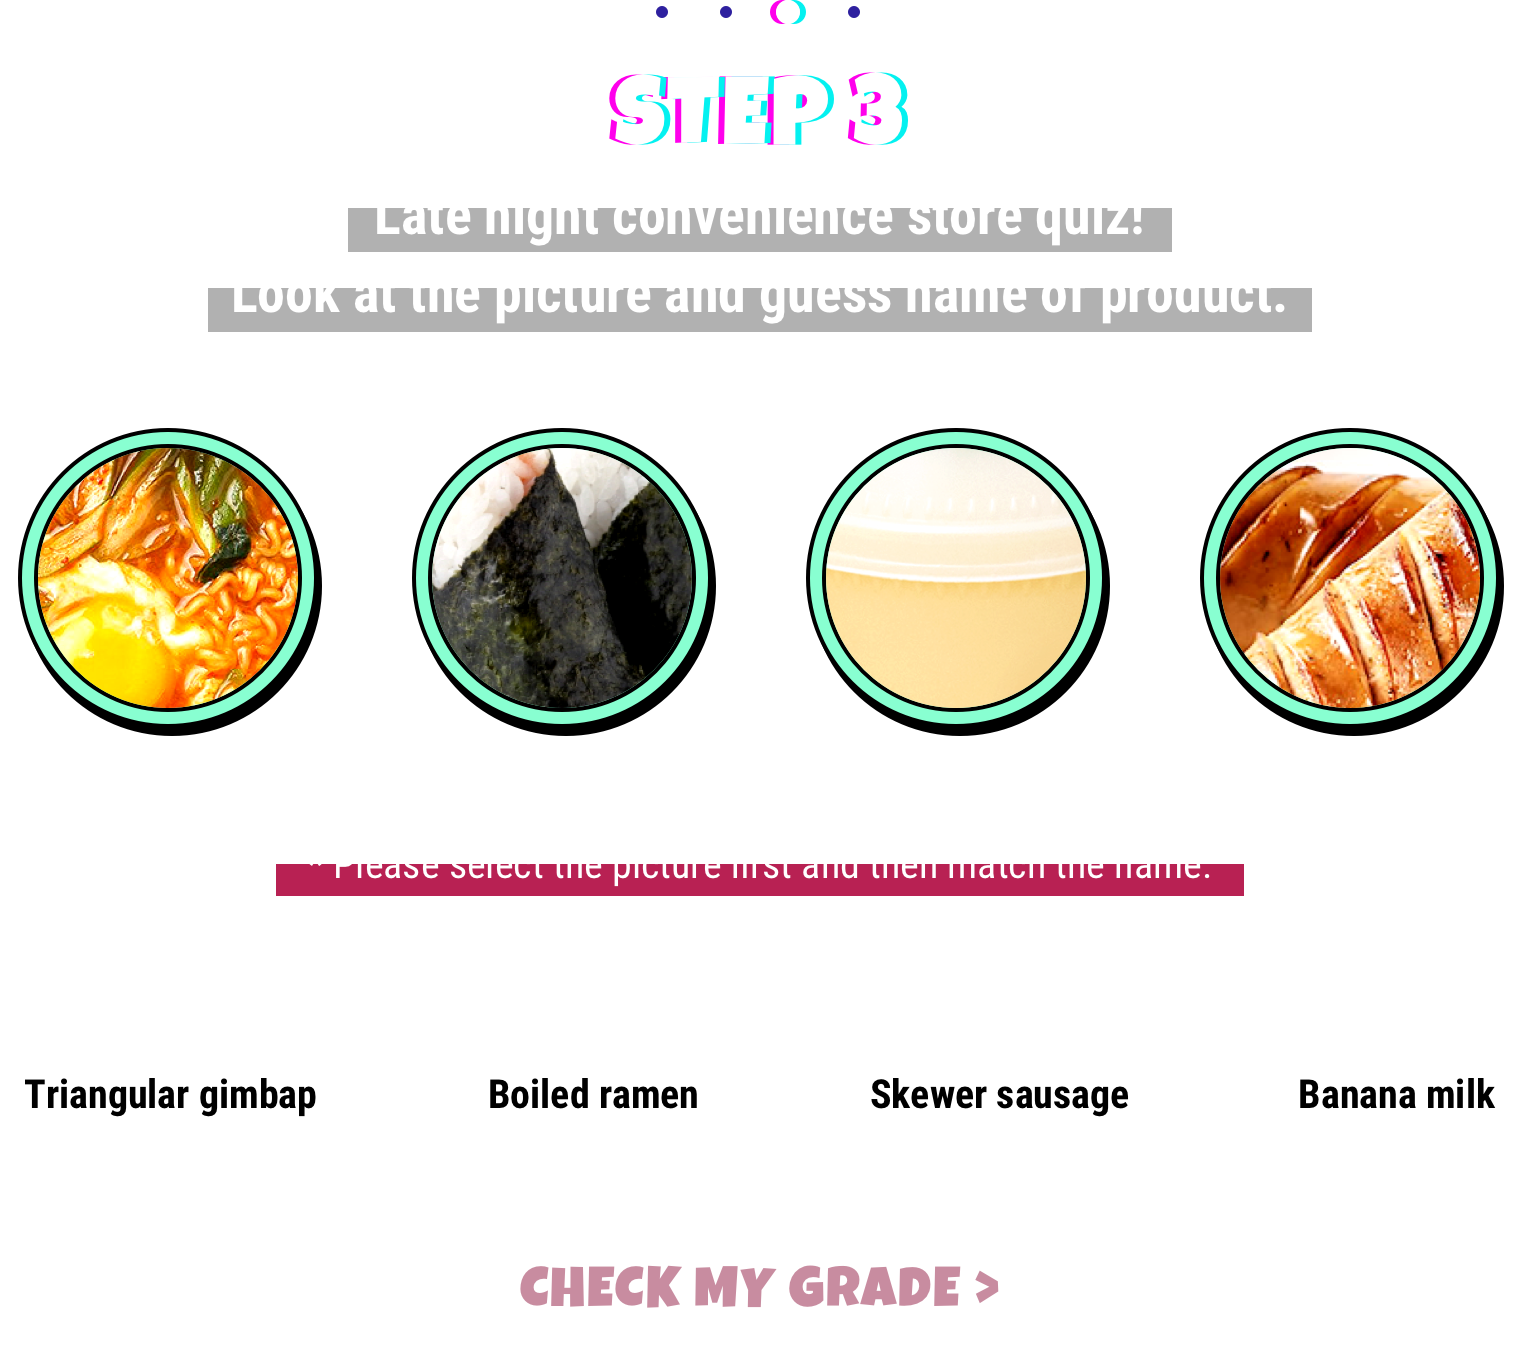 STEP 3
Late night convenience store quiz!
Look at the picture and guess name of product.
* Please select the picture first and then match the name.
Triangular gimbap
Boiled ramen
Skewer sausage
Banana milk
CHECK MY GRADE >